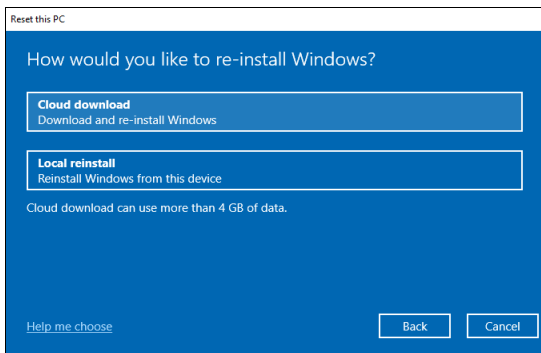 Reset this PC
How would you like to re-install Windows?
Cloud download
Download and re-install Windows
Local reinstall
Reinstall Windows from this device
Cloud download can use more than 4 GB of data.
Help me choose
Back
Cancel